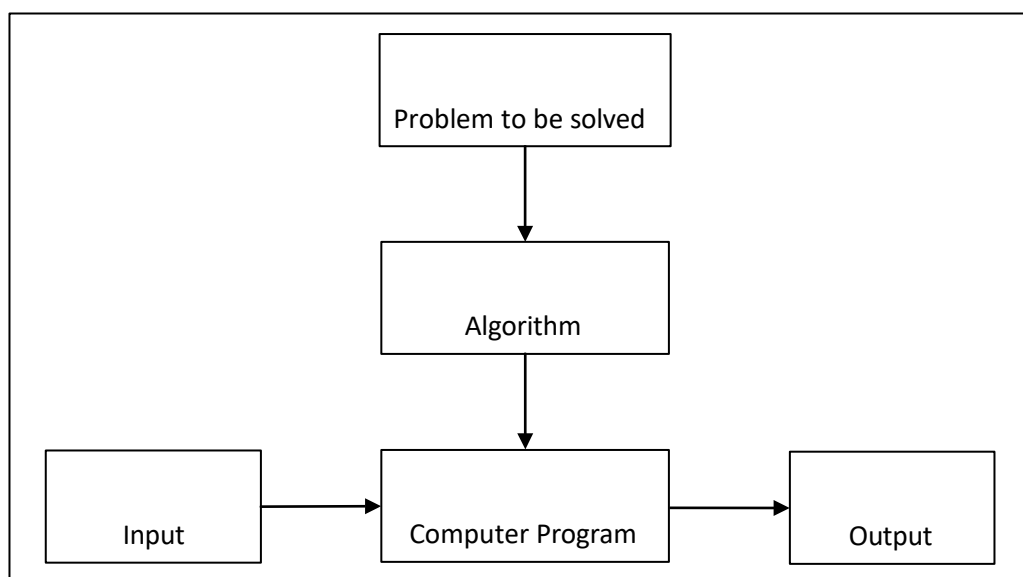 Problem to be solved
Algorithm
Input
Computer Program
Output